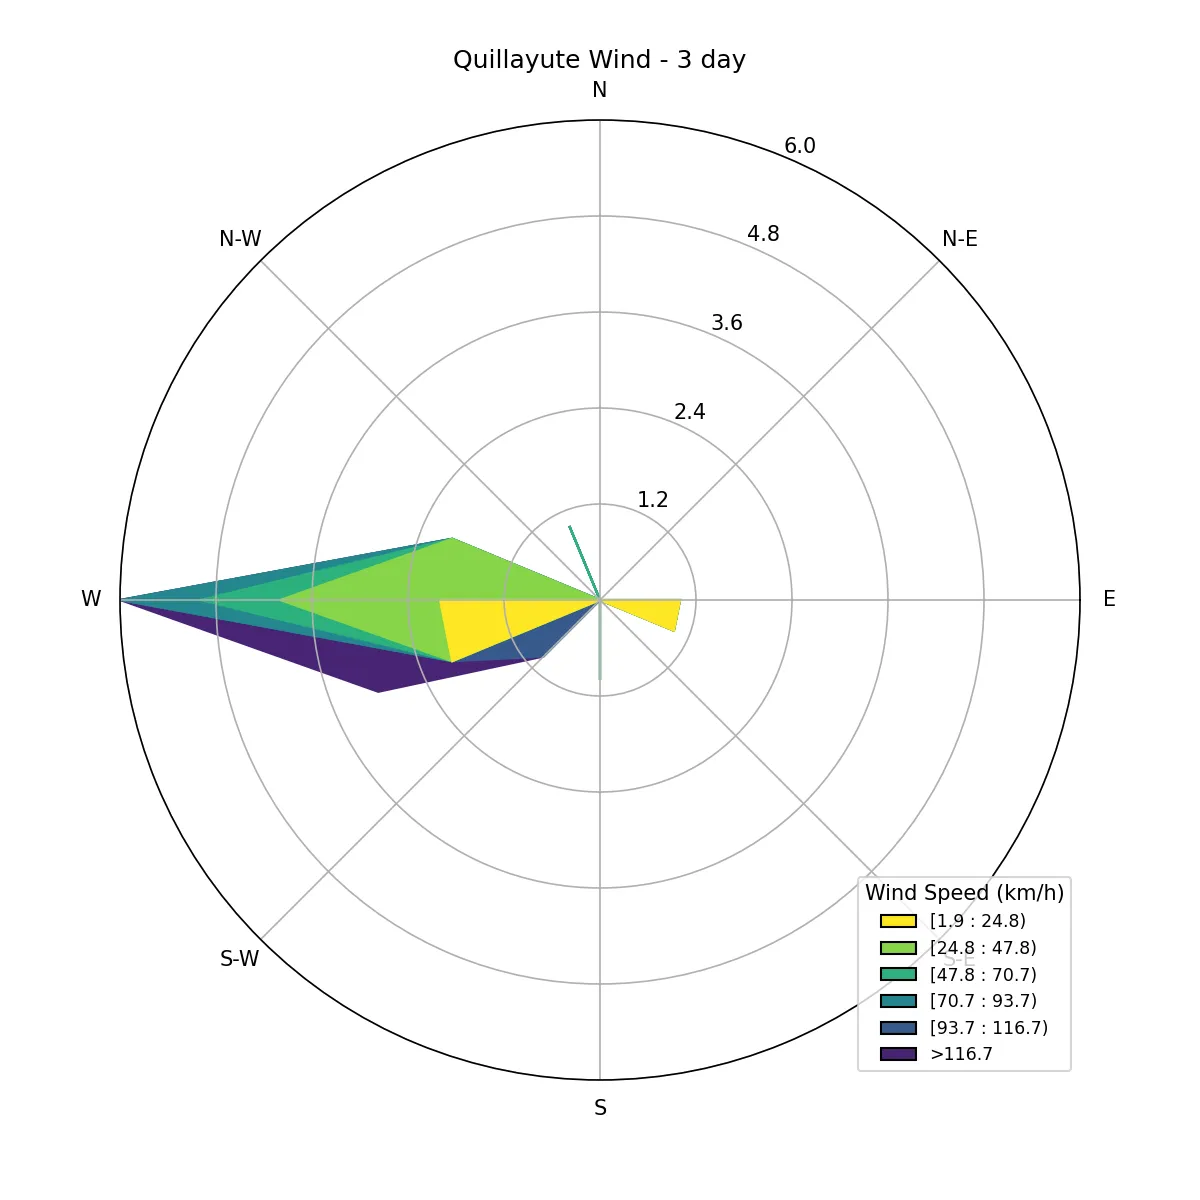 Quillayute Wind - 3 day
N
6.0
N-W
N-E
4.8
3.6
2.4
1.2
W
E
S-W
S-E
S
Wind Speed (km/h)
[1.9 : 24.8)
[24.8 : 47.8)
[47.8 : 70.7)
[70.7 : 93.7)
[93.7 : 116.7)
>116.7